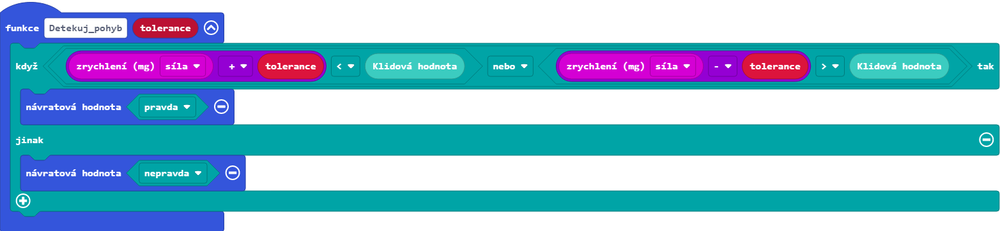 funkce Detekuj_pohyb tolerance
když zrychlení (mg) síla + tolerance < Klidová hodnota nebo zrychlení (mg) síla - tolerance > Klidová hodnota tak
návratová hodnota pravda
jinak
návratová hodnota nepravda